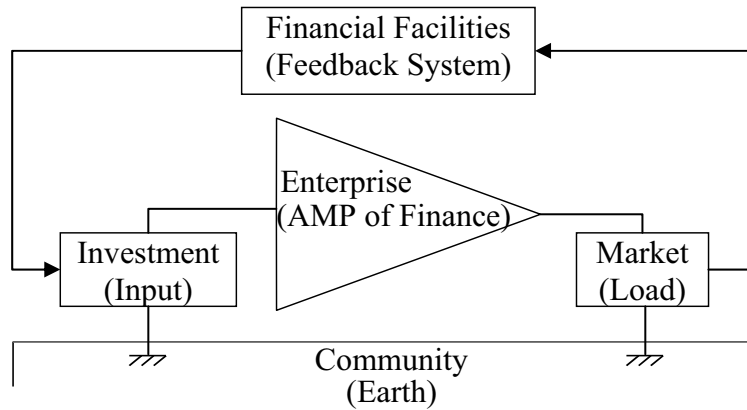 Financial Facilities
(Feedback System)
Enterprise
(AMP of Finance)
Investment
(Input)
Market
(Load)
Community
(Earth)